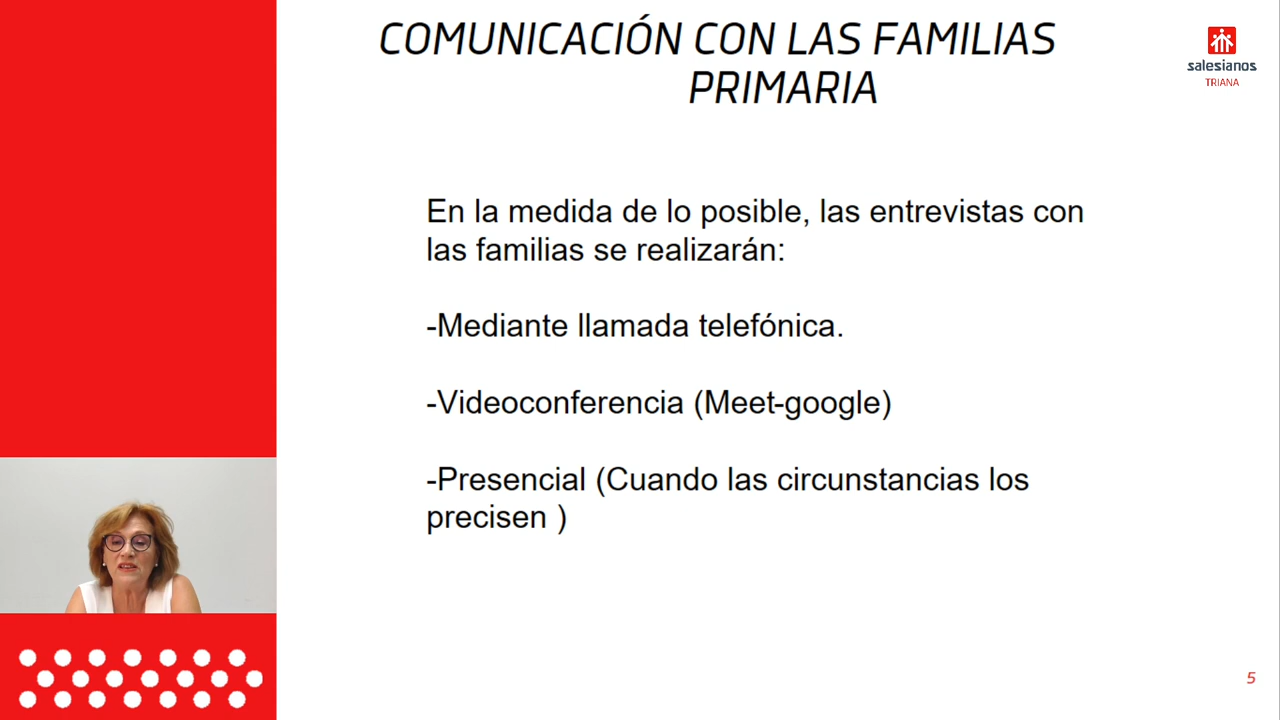 COMUNICACIÓN CON LAS FAMILIAS
PRIMARIA
salesianos
TRIANA
En la medida de lo posible, las entrevistas con
las familias se realizarán:
-Mediante llamada telefónica.
-Videoconferencia (Meet-google)
-Presencial (Cuando las circunstancias los
precisen )
5